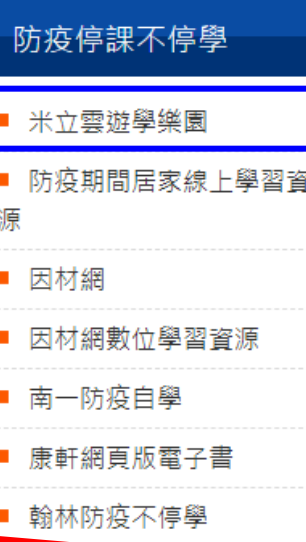 防疫停課不停學
米立雲遊學樂園
防疫期間居家線上學習資
源
因材網
因材網數位學習資源
南一防疫自學
康軒網頁版電子書
翰林防疫不停學